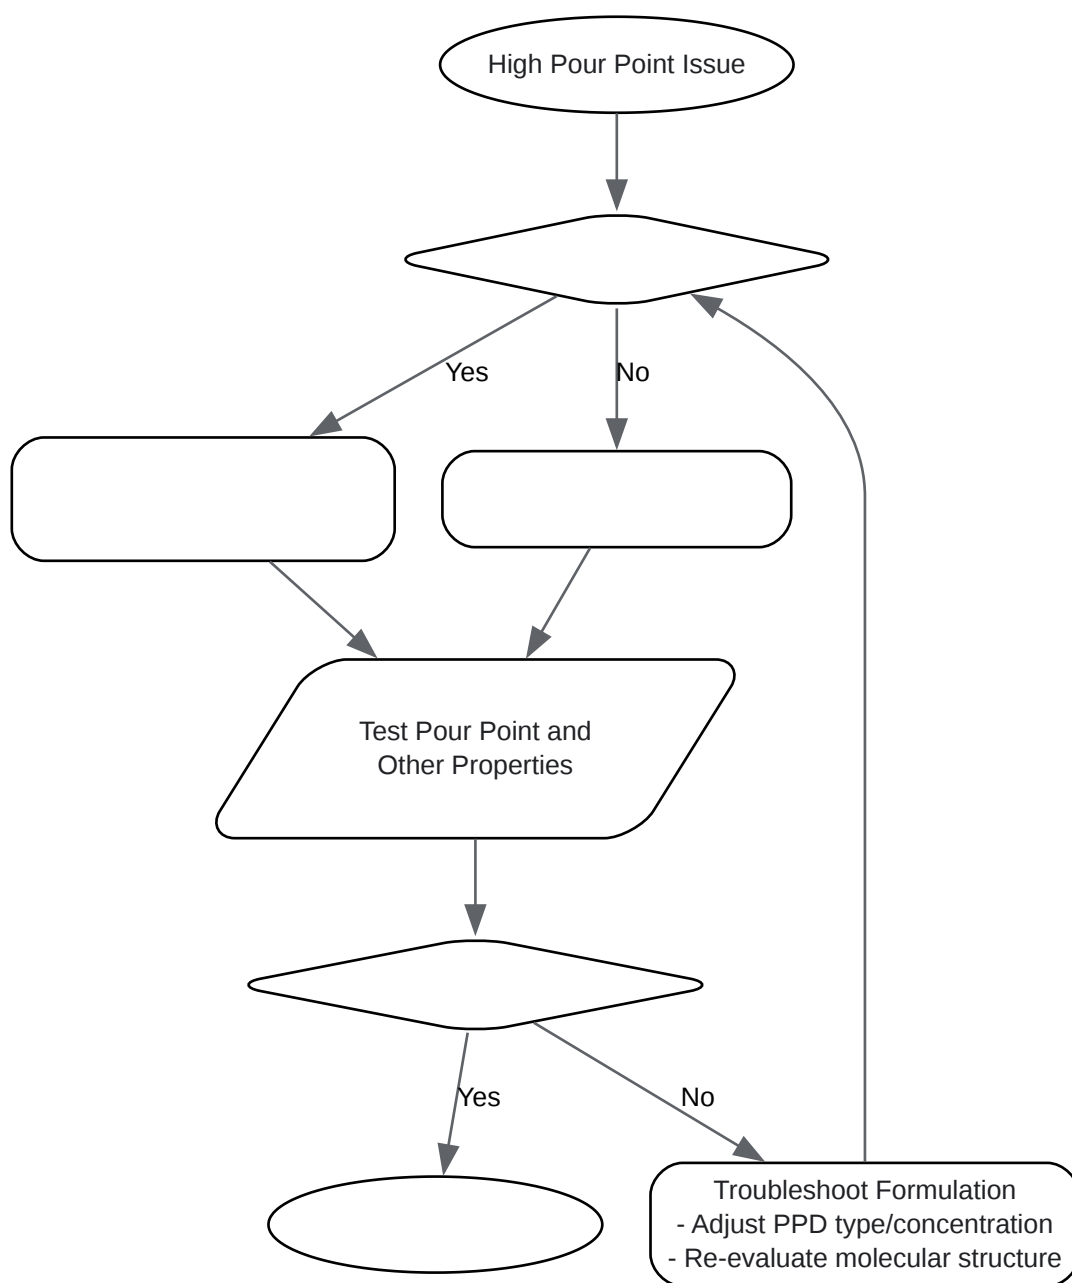 High Pour Point Issue
Yes
No
Test Pour Point and
Other Properties
Yes
No
Troubleshoot Formulation
- Adjust PPD type/concentration
- Re-evaluate molecular structure